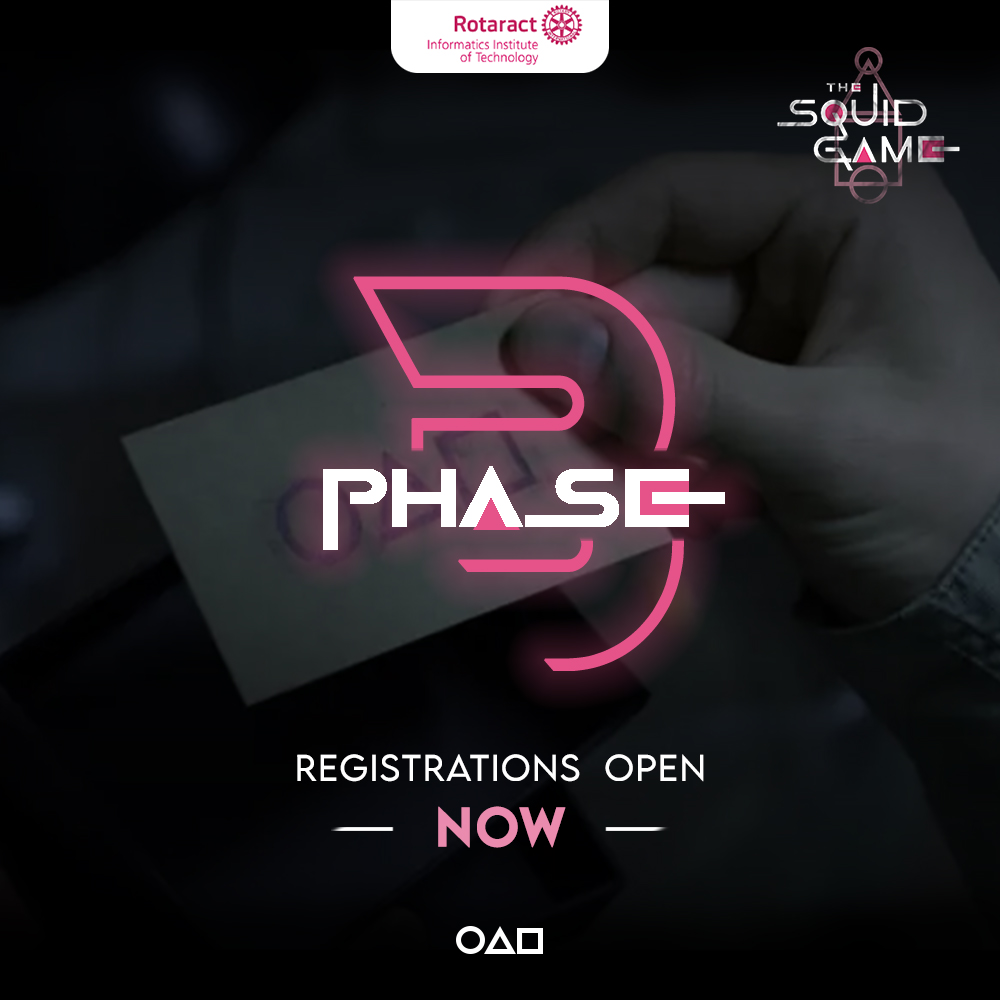 Rotaract
Informatics Institute
of Technology
THE
SQUID
GAME
3
PHASE
REGISTRATIONS OPEN
NOW